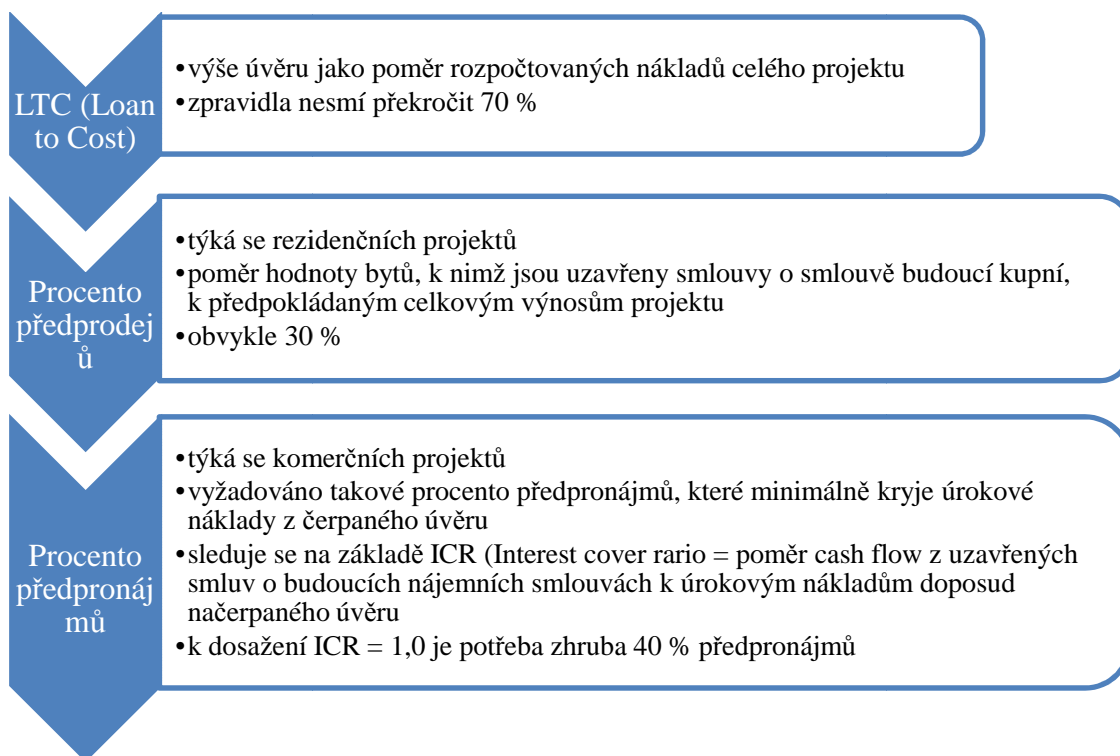 LTC (Loan
to Cost)
•výše úvěru jako poměr rozpočtovaných nákladů celého projektu
•zpravidla nesmí překročit 70 %
Procento
předprodej
ů
•týká se rezidenčních projektů
•poměr hodnoty bytů, k nimž jsou uzavřeny smlouvy o smlouvě budoucí kupní,
k předpokládaným celkovým výnosům projektu
•obvykle 30 %
Procento
předpronáj
mů
•týká se komerčních projektů
•vyžadováno takové procento předpronájmů, které minimálně kryje úrokové
náklady z čerpaného úvěru
•sleduje se na základě ICR (Interest cover rario = poměr cash flow z uzavřených
smluv o budoucích nájemních smlouvách k úrokovým nákladům doposud
načerpaného úvěru
•k dosažení ICR = 1,0 je potřeba zhruba 40 % předpronájmů